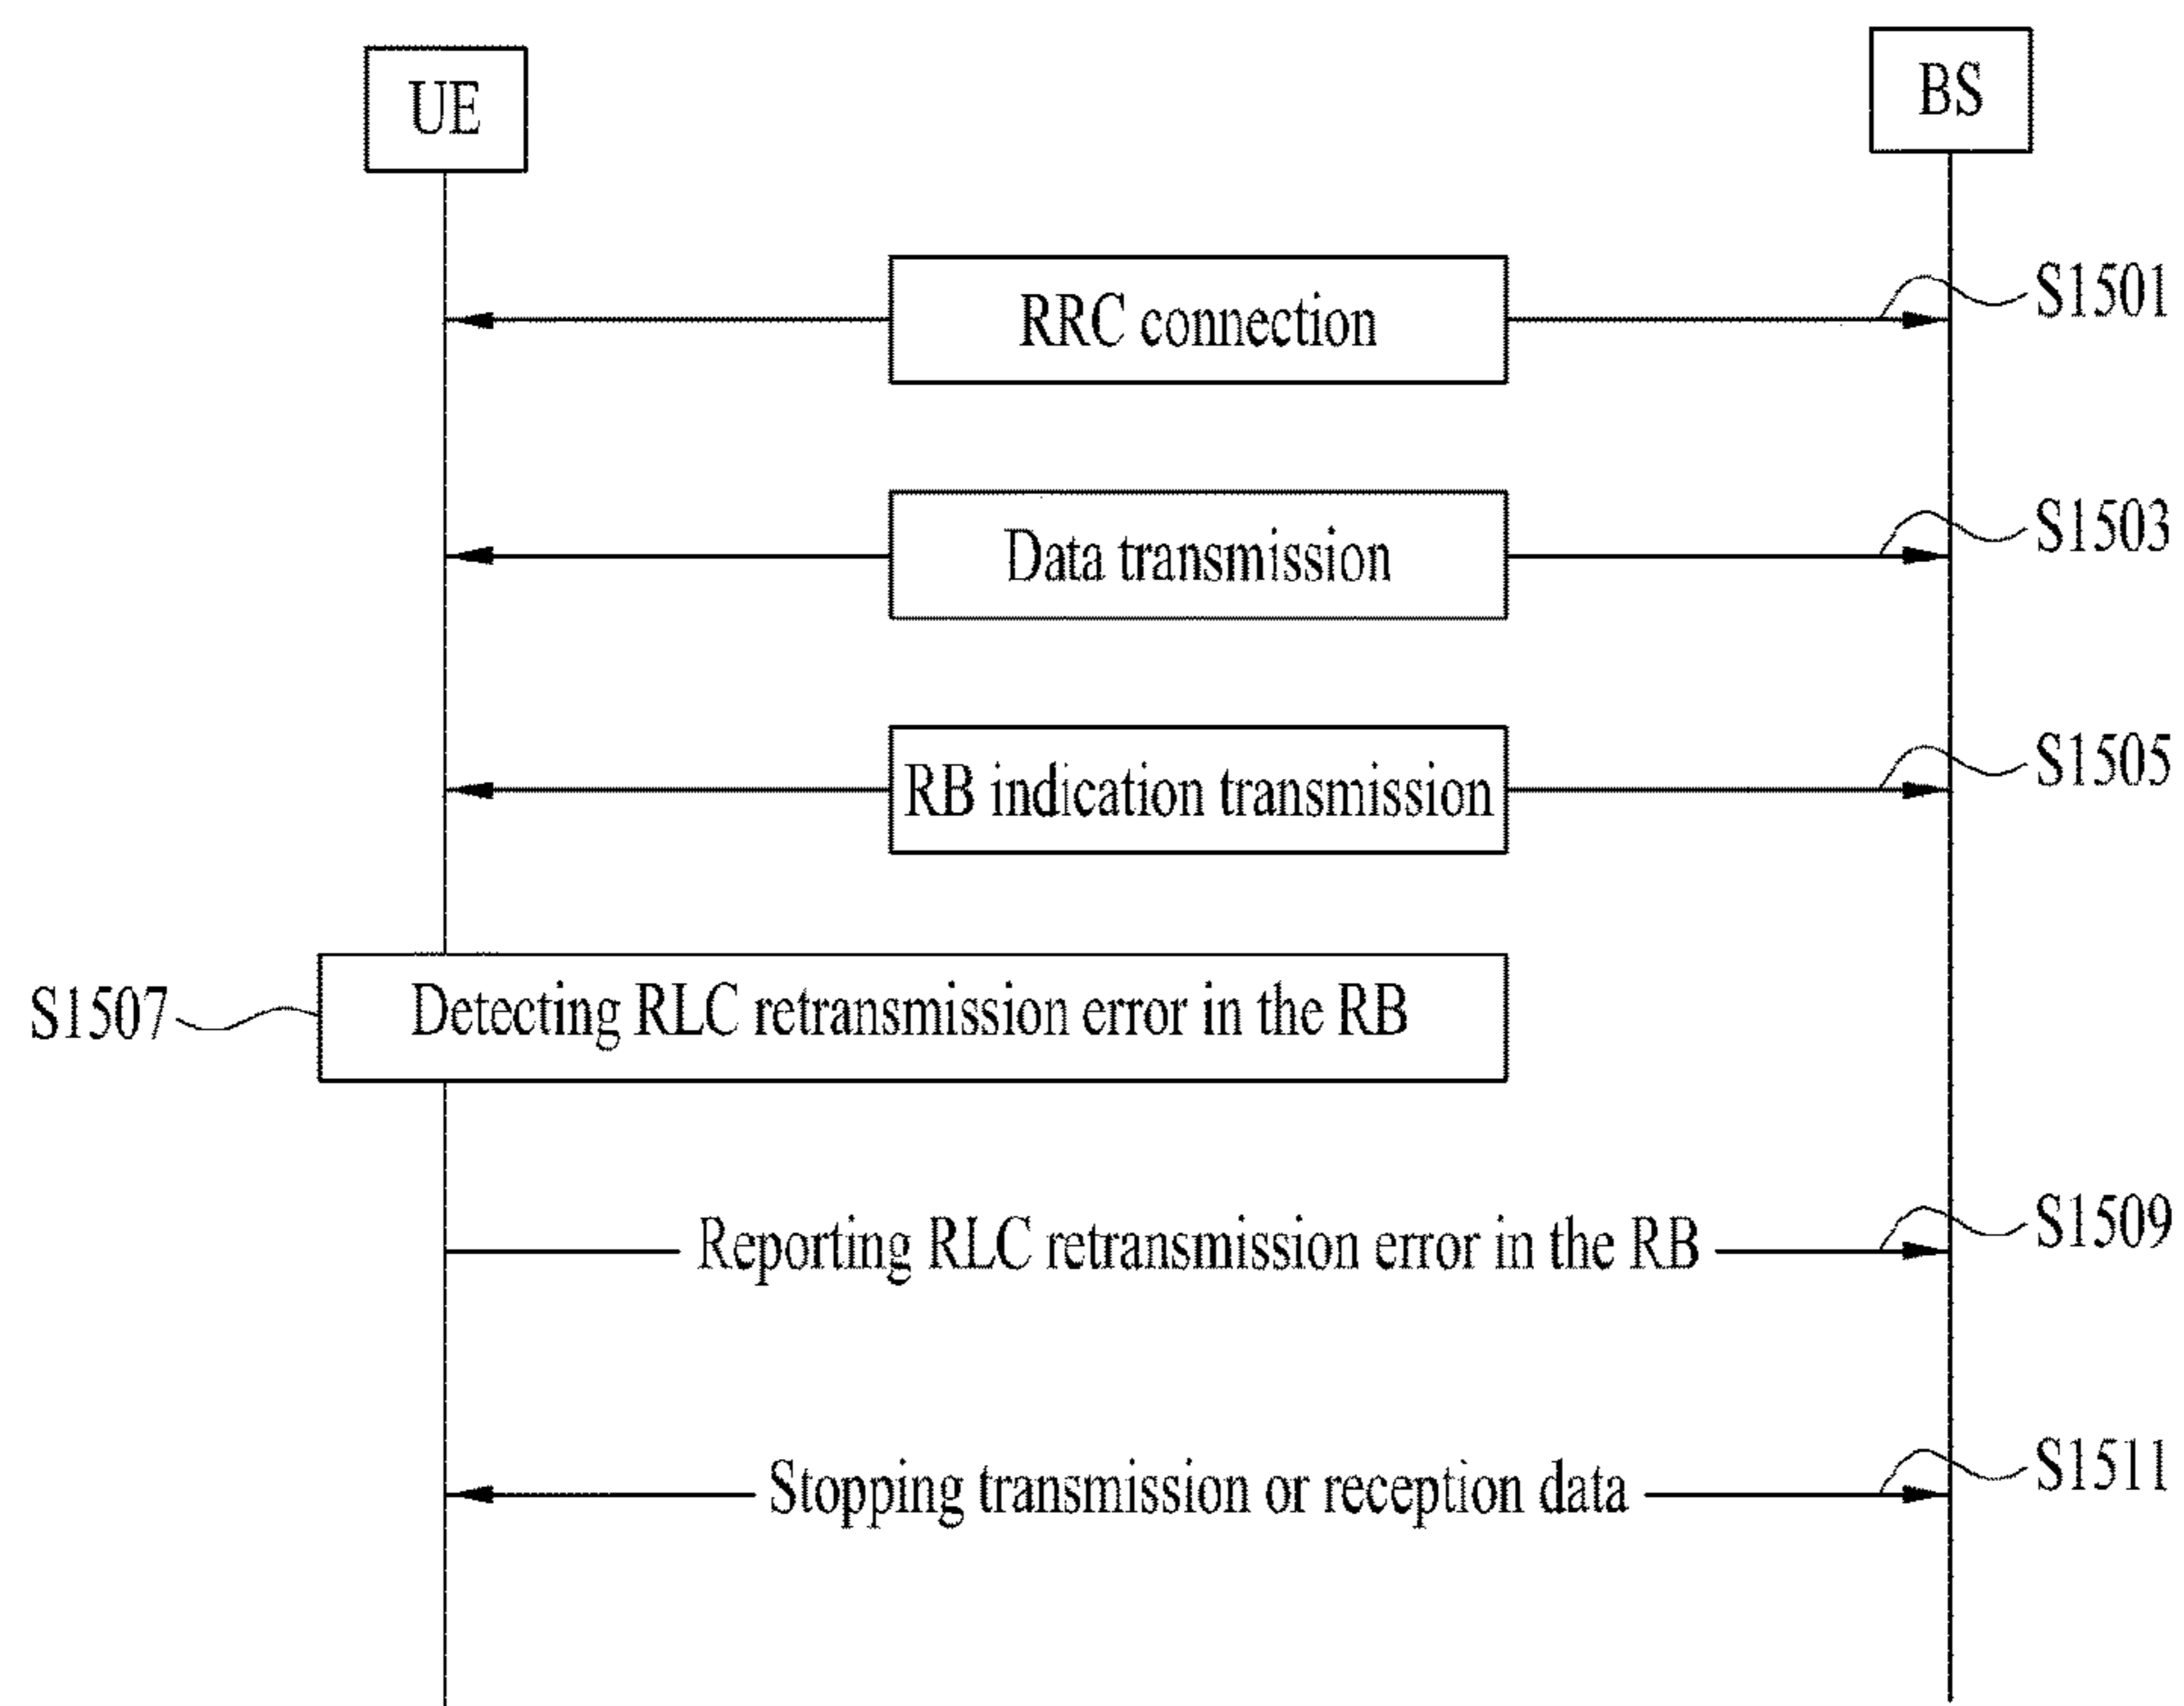 UE
BS
RRC connection
S1501
Data transmission
S1503
RB indication transmission
S1505
S1507
Detecting RLC retransmission error in the RB
Reporting RLC retransmission error in the RB
S1509
Stopping transmission or reception data
S1511